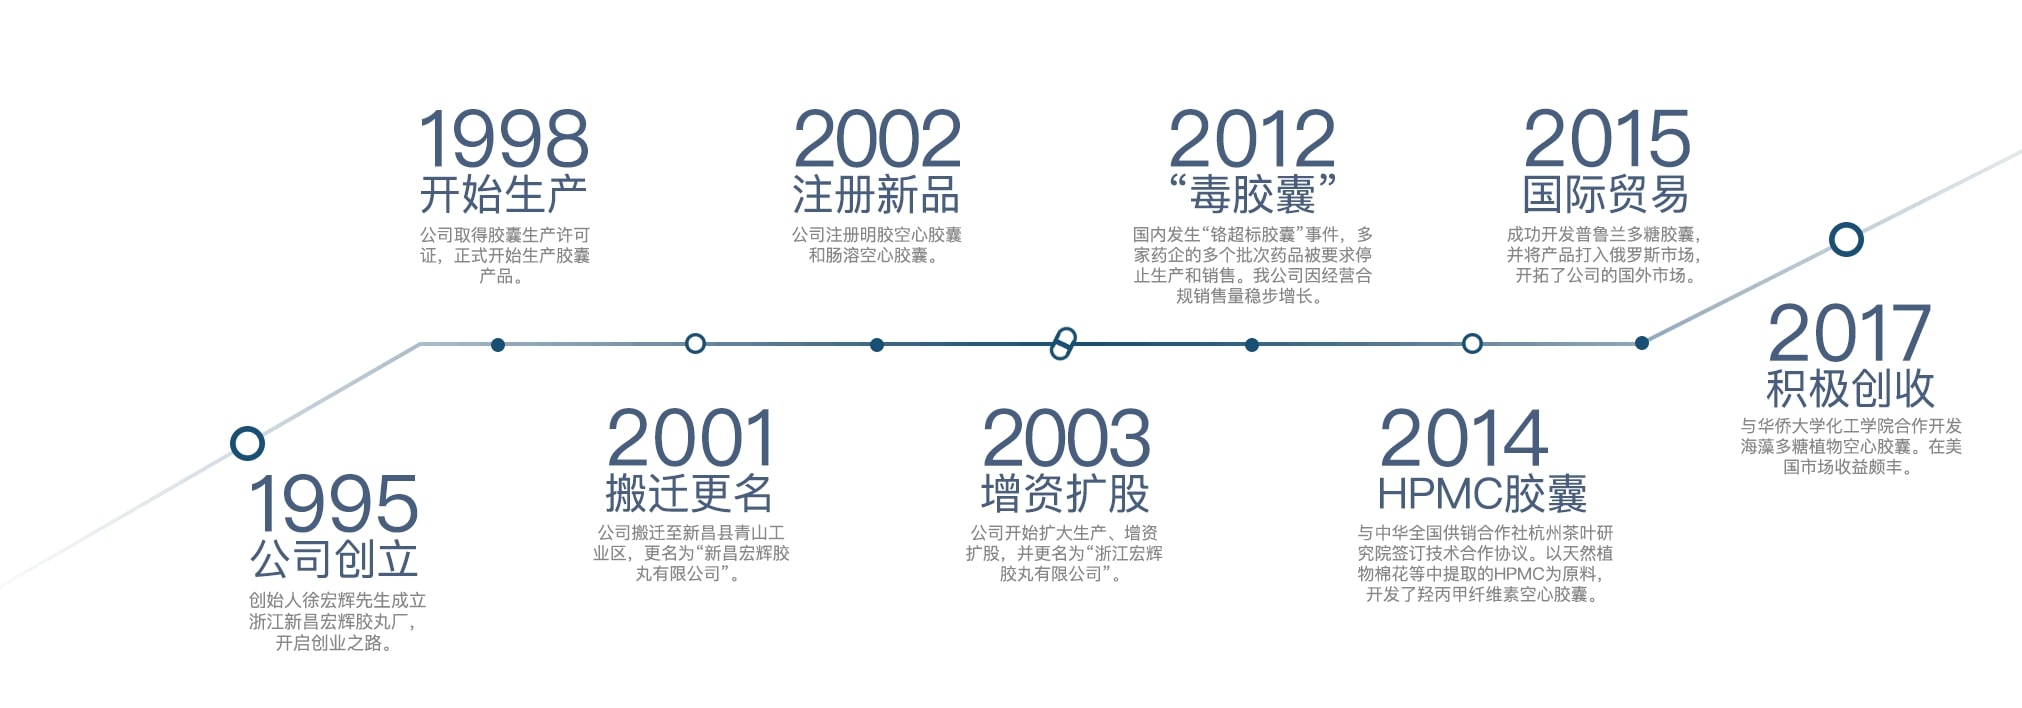 1995
公司创立
创始人徐宏辉先生成立
浙江新昌宏辉胶丸厂，
开启创业之路。
1998
开始生产
公司取得胶囊生产许可
证，正式开始生产胶囊
产品。
2001
搬迁更名
公司搬迁至新昌县青山工
业区，更名为“新昌宏辉胶
丸有限公司”。
2002
注册新品
公司注册明胶空心胶囊
和肠溶空心胶囊。
2003
增资扩股
公司开始扩大生产、增资
扩股，并更名为“浙江宏辉
胶丸有限公司”。
2012
“毒胶囊”
国内发生“铬超标胶囊”事件，多
家药企的多个批次药品被要求停
止生产和销售。我公司因经营合
规销售量稳步增长。
2014
HPMC胶囊
与中华全国供销合作社杭州茶叶研
究院签订技术合作协议。以天然植
物棉花等中提取的HPMC为原料，
开发了羟丙甲纤维素空心胶囊。
2015
国际贸易
成功开发普鲁兰多糖胶囊，
并将产品打入俄罗斯市场，
开拓了公司的国外市场。
2017
积极创收
与华侨大学化工学院合作开发
海藻多糖植物空心胶囊。在美
国市场收益颇丰。